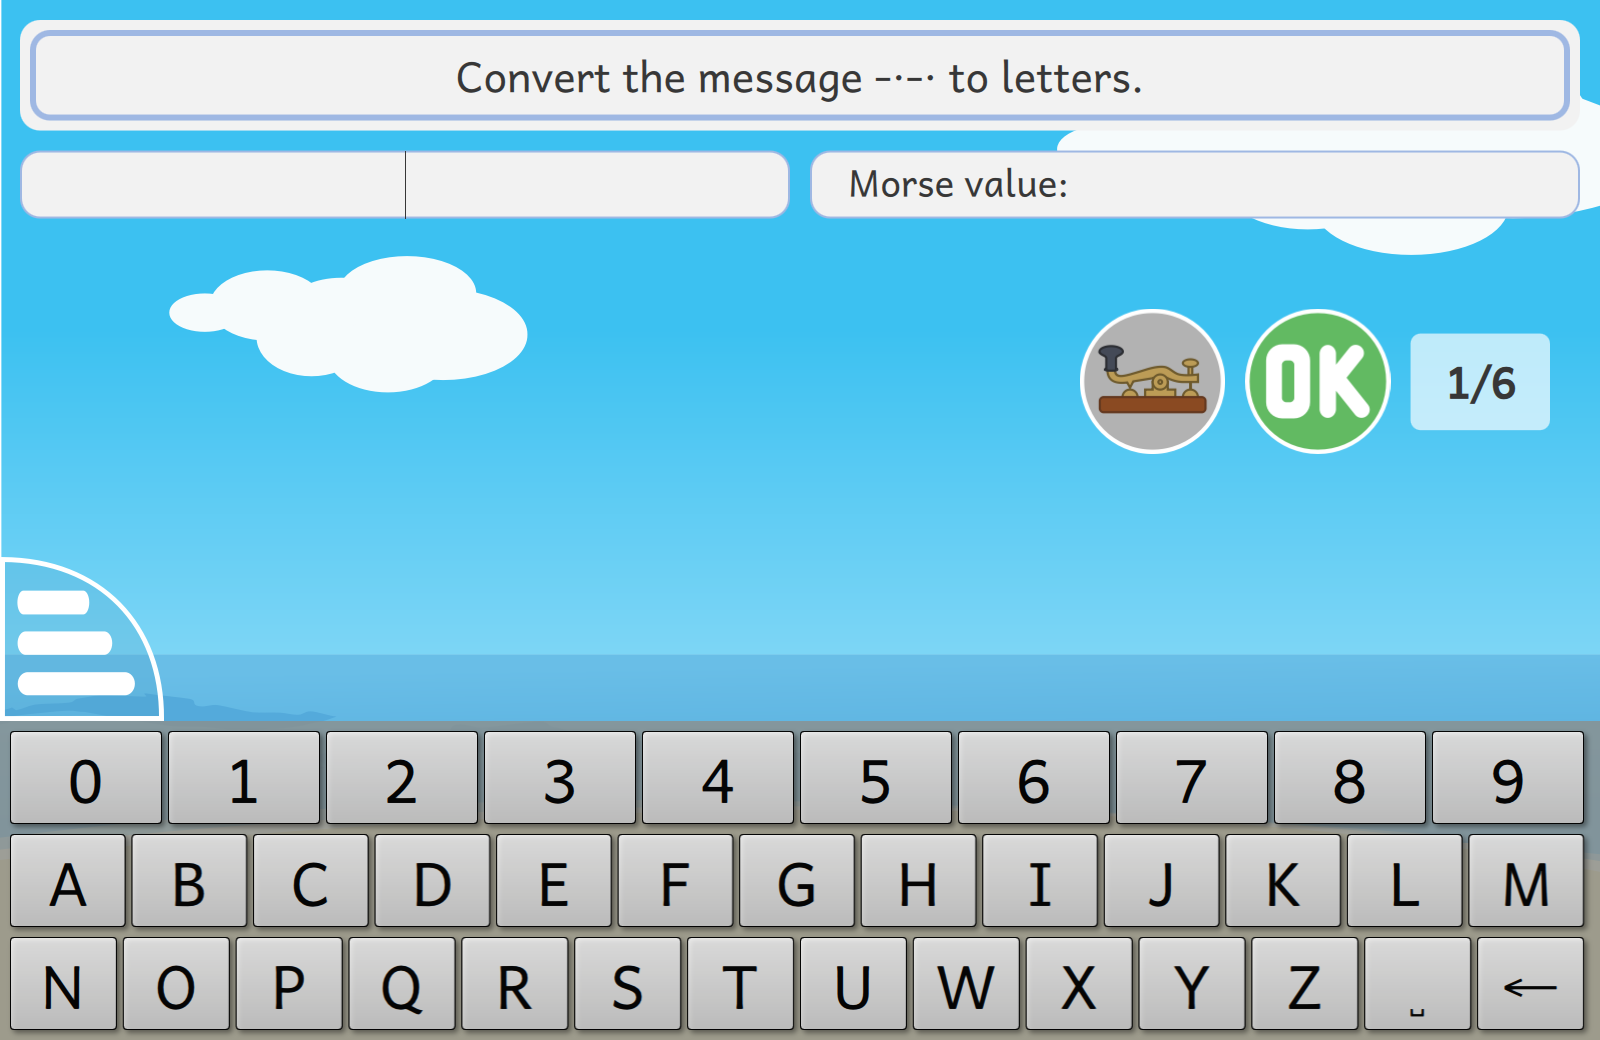 Convert the message -·-· to letters.
Morse value:
OK
1/6
0 1 2 3 4 5 6 7 8 9
A B C D E F G H I J K L M
N O P Q R S T U W X Y Z ˽ ←